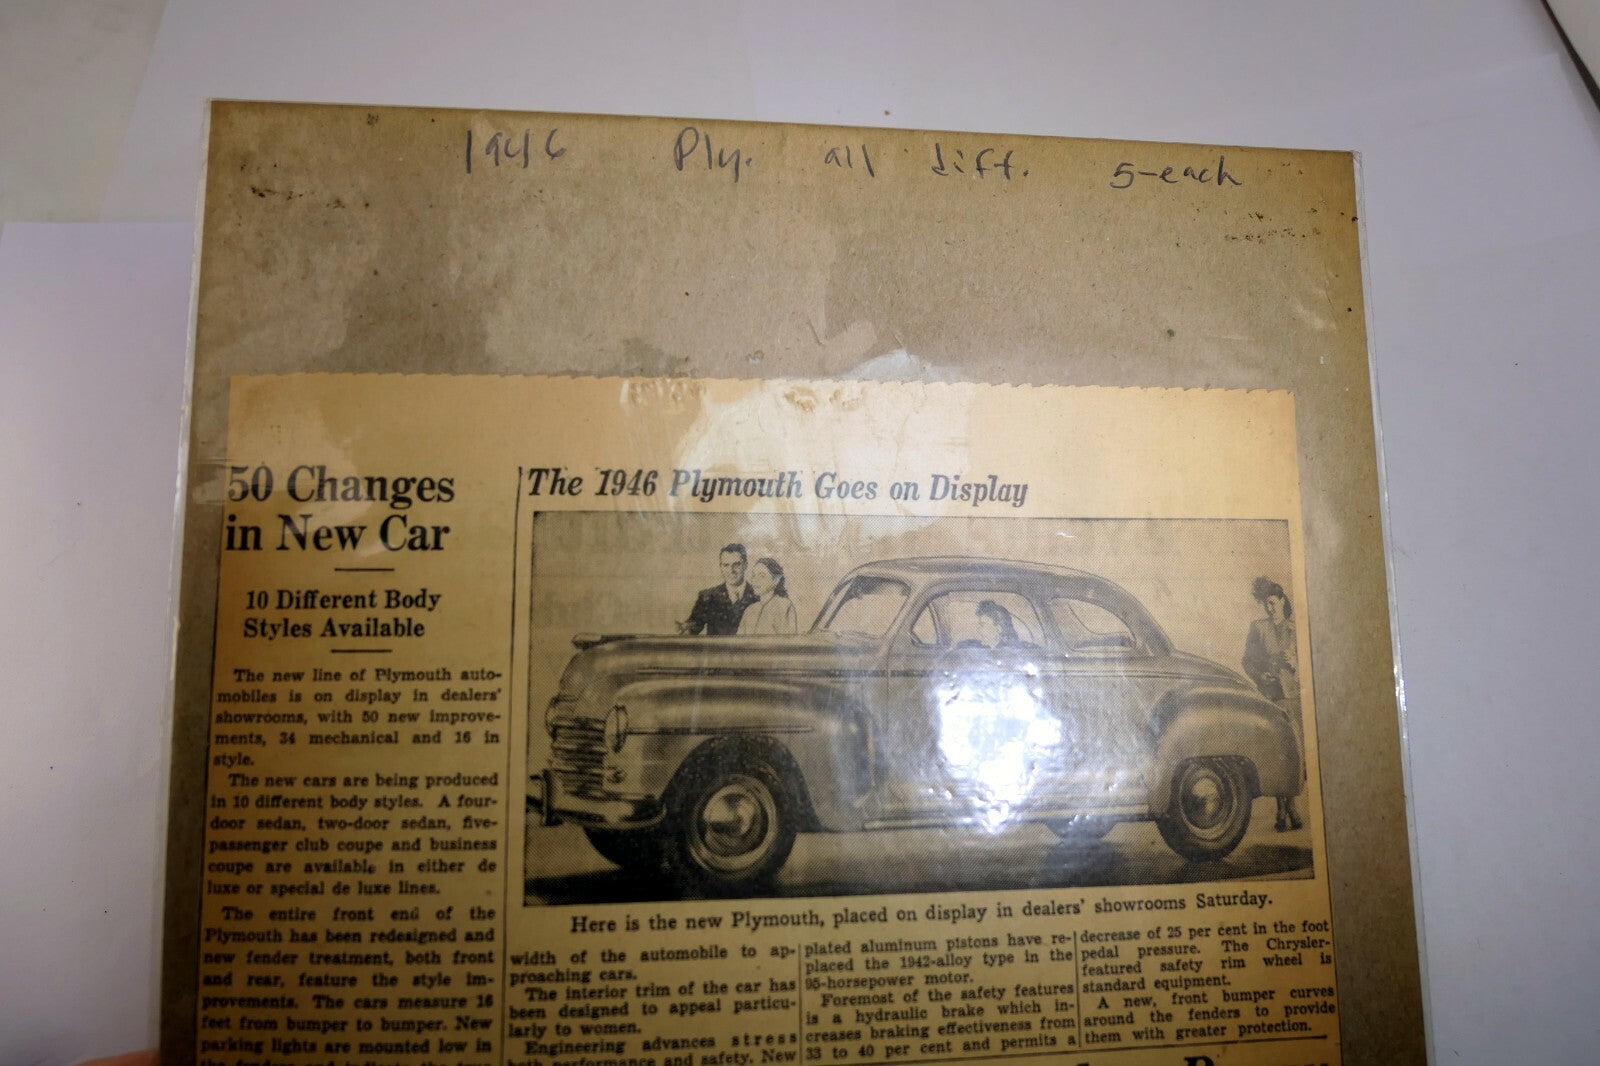 1946 Ply. all diff. 5-each
50 Changes
in New Car
10 Different Body
Styles Available
The new line of Plymouth auto-
mobiles is on display in dealers'
showrooms, with 50 new improve-
ments, 34 mechanical and 16 in
style.
The new cars are being produced
in 10 different body styles. A four-
door sedan, two-door sedan, five-
passenger club coupe and business
coupe are available in either de
luxe or special de luxe lines.
The entire front end of the
Plymouth has been redesigned and
new fender treatment, both front
and rear, feature the style im-
provements. The cars measure 16
feet from bumper to bumper. New
parking lights are mounted low in
the fenders and indicate the true
The 1946 Plymouth Goes on Display
Here is the new Plymouth, placed on display in dealers' showrooms Saturday.
width of the automobile to ap-
proaching cars.
The interior trim of the car has
been designed to appeal particu-
larly to women.
Engineering advances stress
both performance and safety. New
plated aluminum pistons have re-
placed the 1942-alloy type in the
95-horsepower motor.
Foremost of the safety features
is a hydraulic brake which in-
creases braking effectiveness from
33 to 40 per cent and permits a
decrease of 25 per cent in the foot
pedal pressure. The Chrysler-
featured safety rim wheel is
standard equipment.
A new, front bumper curves
around the fenders to provide
them with greater protection.